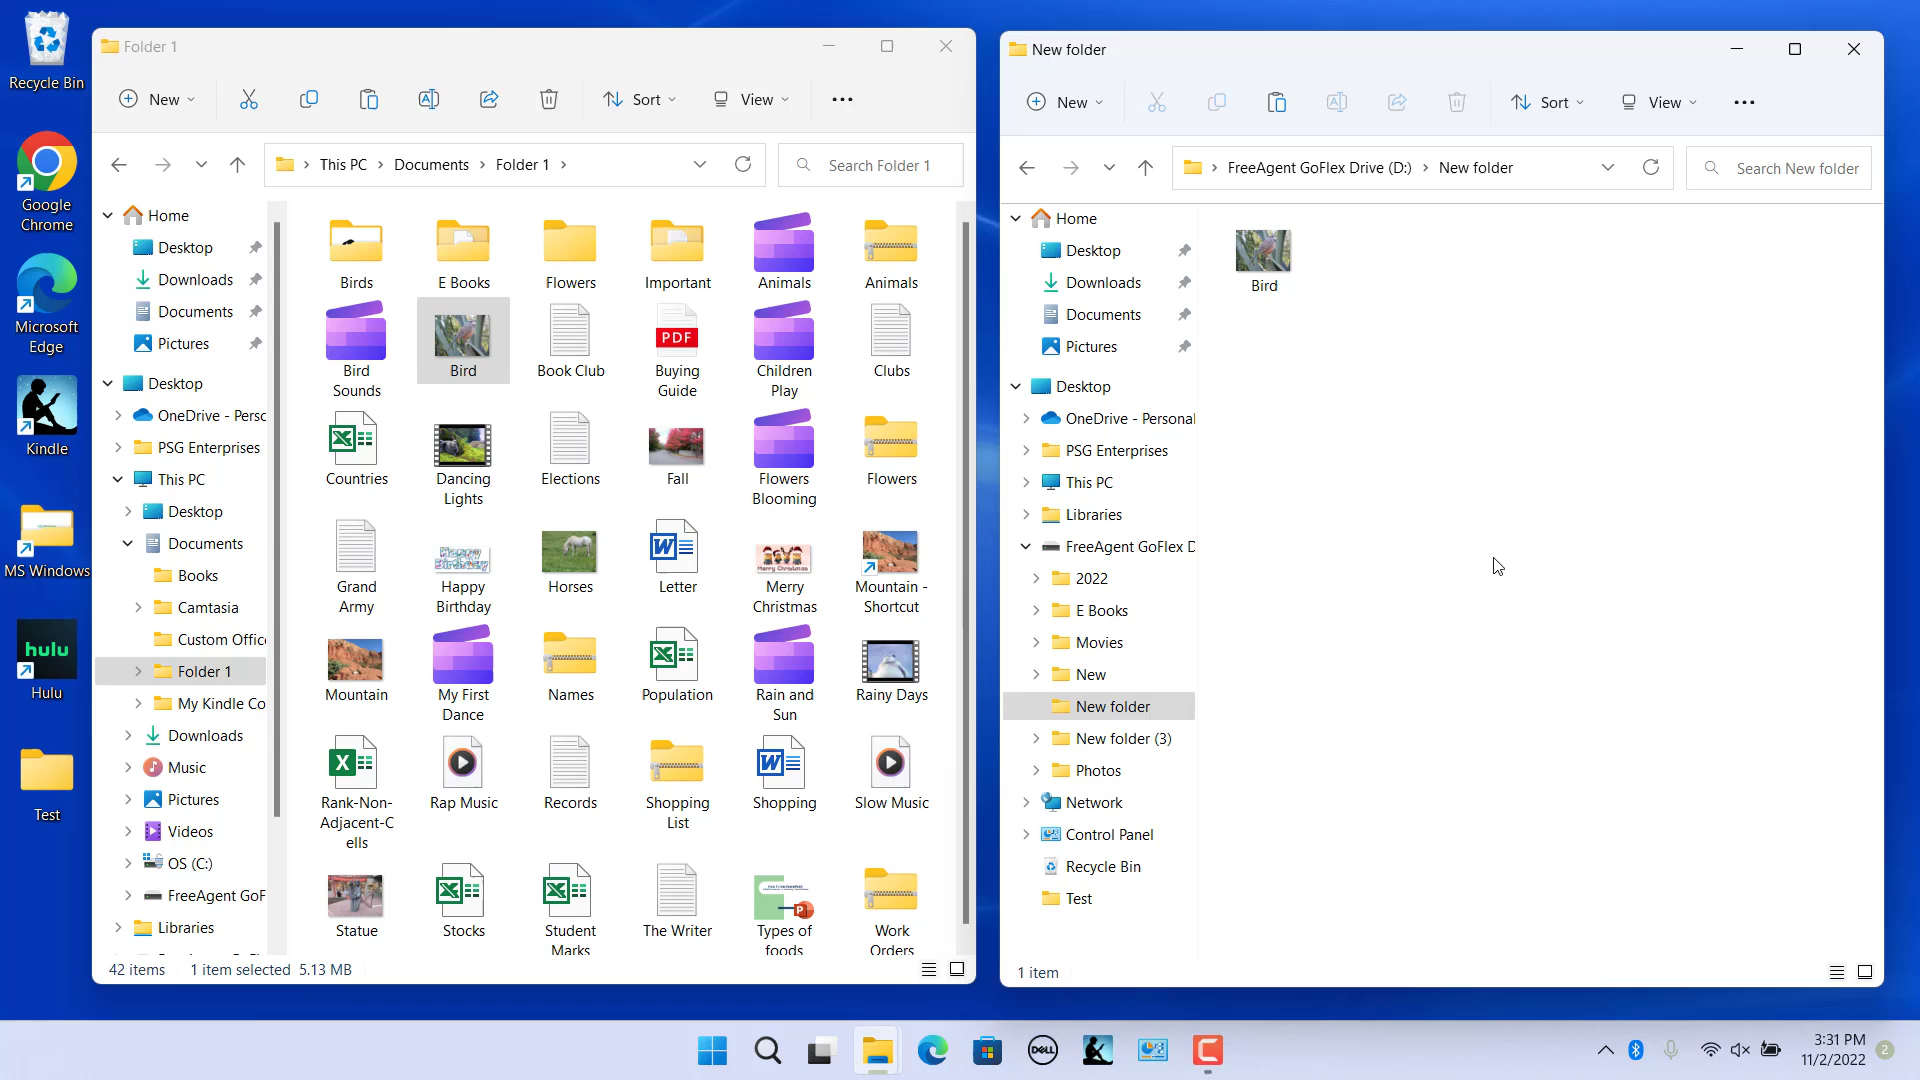 Recycle Bin
Google
Chrome
Microsoft
Edge
Kindle
MS Windows
hulu
Hulu
Test
Folder 1
New
Sort
View
This PC
Documents
Folder 1
Search Folder 1
Home
Desktop
Downloads
Documents
Pictures
Desktop
OneDrive - Perso
PSG Enterprises
This PC
Desktop
Documents
Books
Camtasia
Custom Offic
Folder 1
My Kindle Co
Downloads
Music
Pictures
Videos
OS (C:)
FreeAgent GoF
Libraries
Birds
E Books
Flowers
Important
Animals
Animals
Bird
Sounds
Bird
Book Club
PDF
Buying
Guide
Children
Play
Clubs
Countries
Dancing
Lights
Elections
Fall
Flowers
Blooming
Flowers
Grand
Army
Happy
Birthday
Horses
Letter
Merry Christmas
Merry
Christmas
Mountain -
Shortcut
Mountain
My First
Dance
Names
Population
Rain and
Sun
Rainy Days
Rank-Non-
Adjacent-C
ells
Rap Music
Records
Shopping
List
Shopping
Slow Music
Statue
Stocks
Student
Marks
The Writer
Types of
foods
Work
Orders
42 items
1 item selected 5.13 MB
New folder
New
Sort
View
FreeAgent GoFlex Drive (D:)
New folder
Search New folder
Home
Desktop
Downloads
Documents
Pictures
Desktop
OneDrive - Personal
PSG Enterprises
This PC
Libraries
FreeAgent GoFlex D
2022
E Books
Movies
New
New folder
New folder (3)
Photos
Network
Control Panel
Recycle Bin
Test
Bird
1 item
DELL
3:31 PM
11/2/2022
2